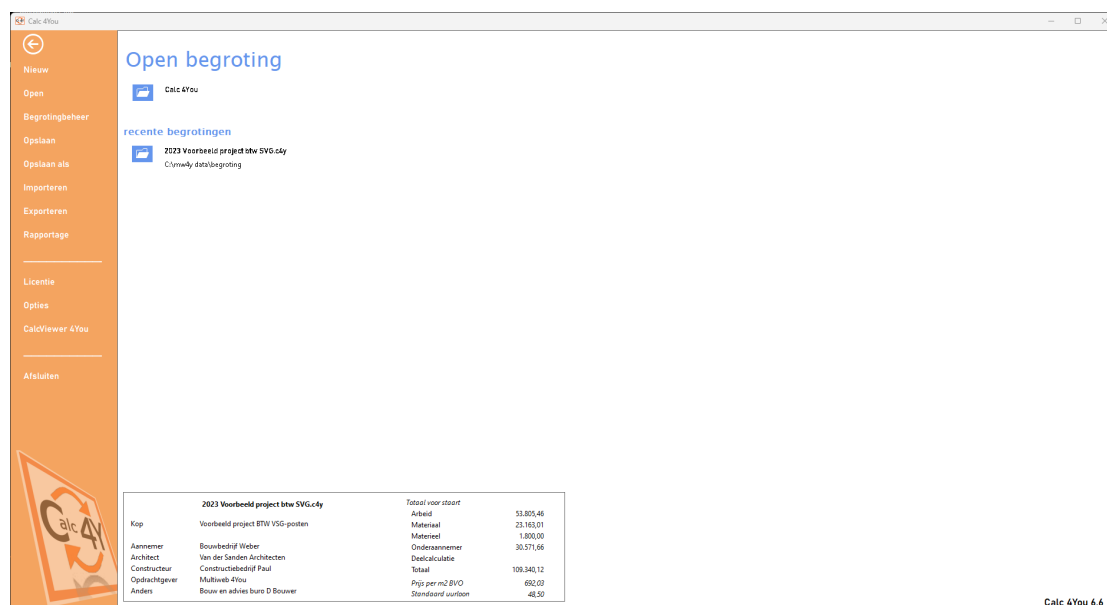 Calc 4You
Nieuw
Open
Begrotingbeheer
Opslaan
Opslaan als
Importeren
Exporteren
Rapportage
Licentie
Opties
CalcViewer 4You
Afsluiten
Calc 4Y
Open begroting
Calc 4You
recente begrotingen
2023 Voorbeeld project btw SVG.c4y
C:\mw4y data\begroting
2023 Voorbeeld project btw SVG.c4y
Kop Voorbeeld project BTW VSG-posten
Aannemer Bouwbedrijf Weber
Architect Van der Sanden Architecten
Constructeur Constructiebedrijf Paul
Opdrachtgever Multiweb 4You
Anders Bouw en advies buro D Bouwer
Totaal voor staart
Arbeid 53.805,46
Materiaal 23.163,01
Materieel 1.800,00
Onderaannemer 30.571,66
Deelcalculatie
Totaal 109.340,12
Prijs per m2 BVO 692,03
Standaard uurloon 48,50
Calc 4You 6.6